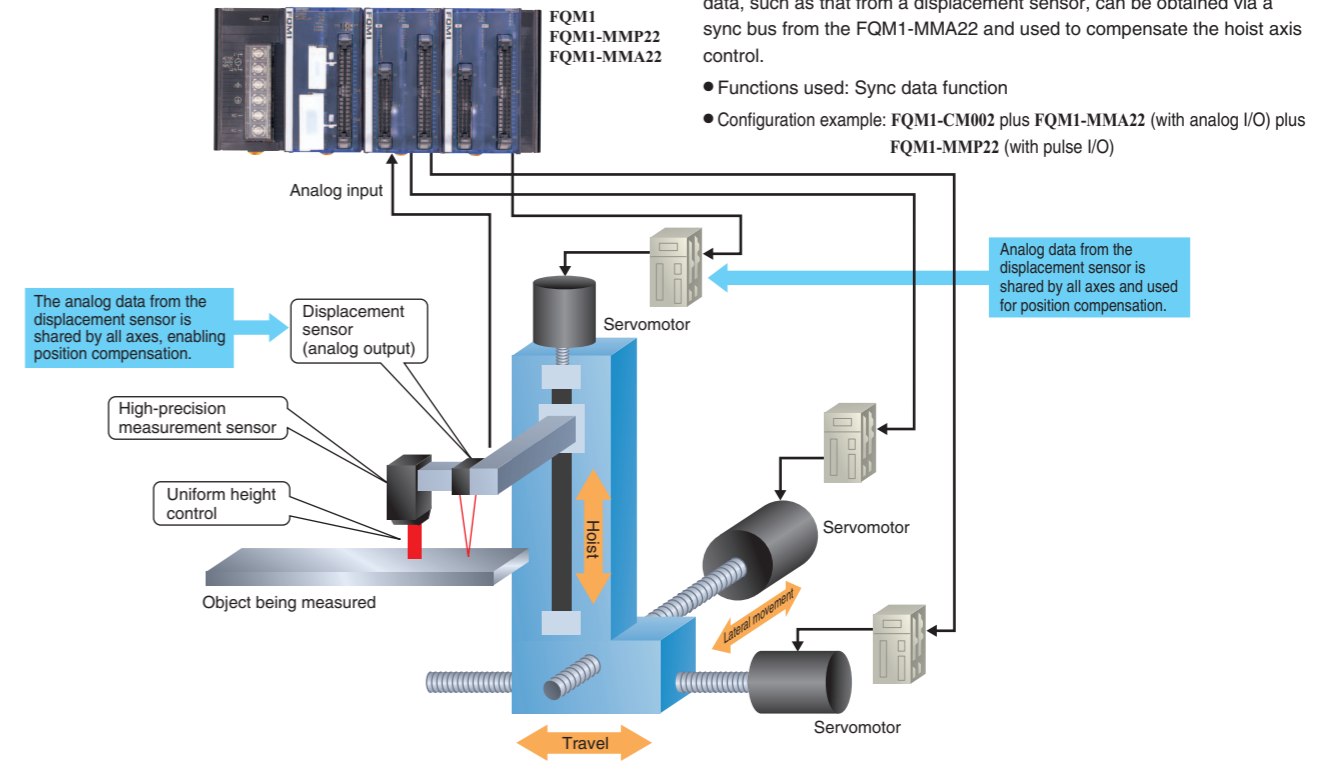 data, such as that from a displacement sensor, can be obtained via a
sync bus from the FQM1-MMA22 and used to compensate the hoist axis
control.
● Functions used: Sync data function
● Configuration example: FQM1-CM002 plus FQM1-MMA22 (with analog I/O) plus
FQM1-MMP22 (with pulse I/O)
FQM1
FQM1-MMP22
FQM1-MMA22
FQM1
FQM1
FQM1
Analog input
Analog data from the
displacement sensor is
shared by all axes and used
for position compensation.
The analog data from the
displacement sensor is
shared by all axes, enabling
position compensation.
Displacement
sensor
(analog output)
Servomotor
High-precision
measurement sensor
Uniform height
control
Hoist
Servomotor
Object being measured
Lateral movement
Servomotor
Travel